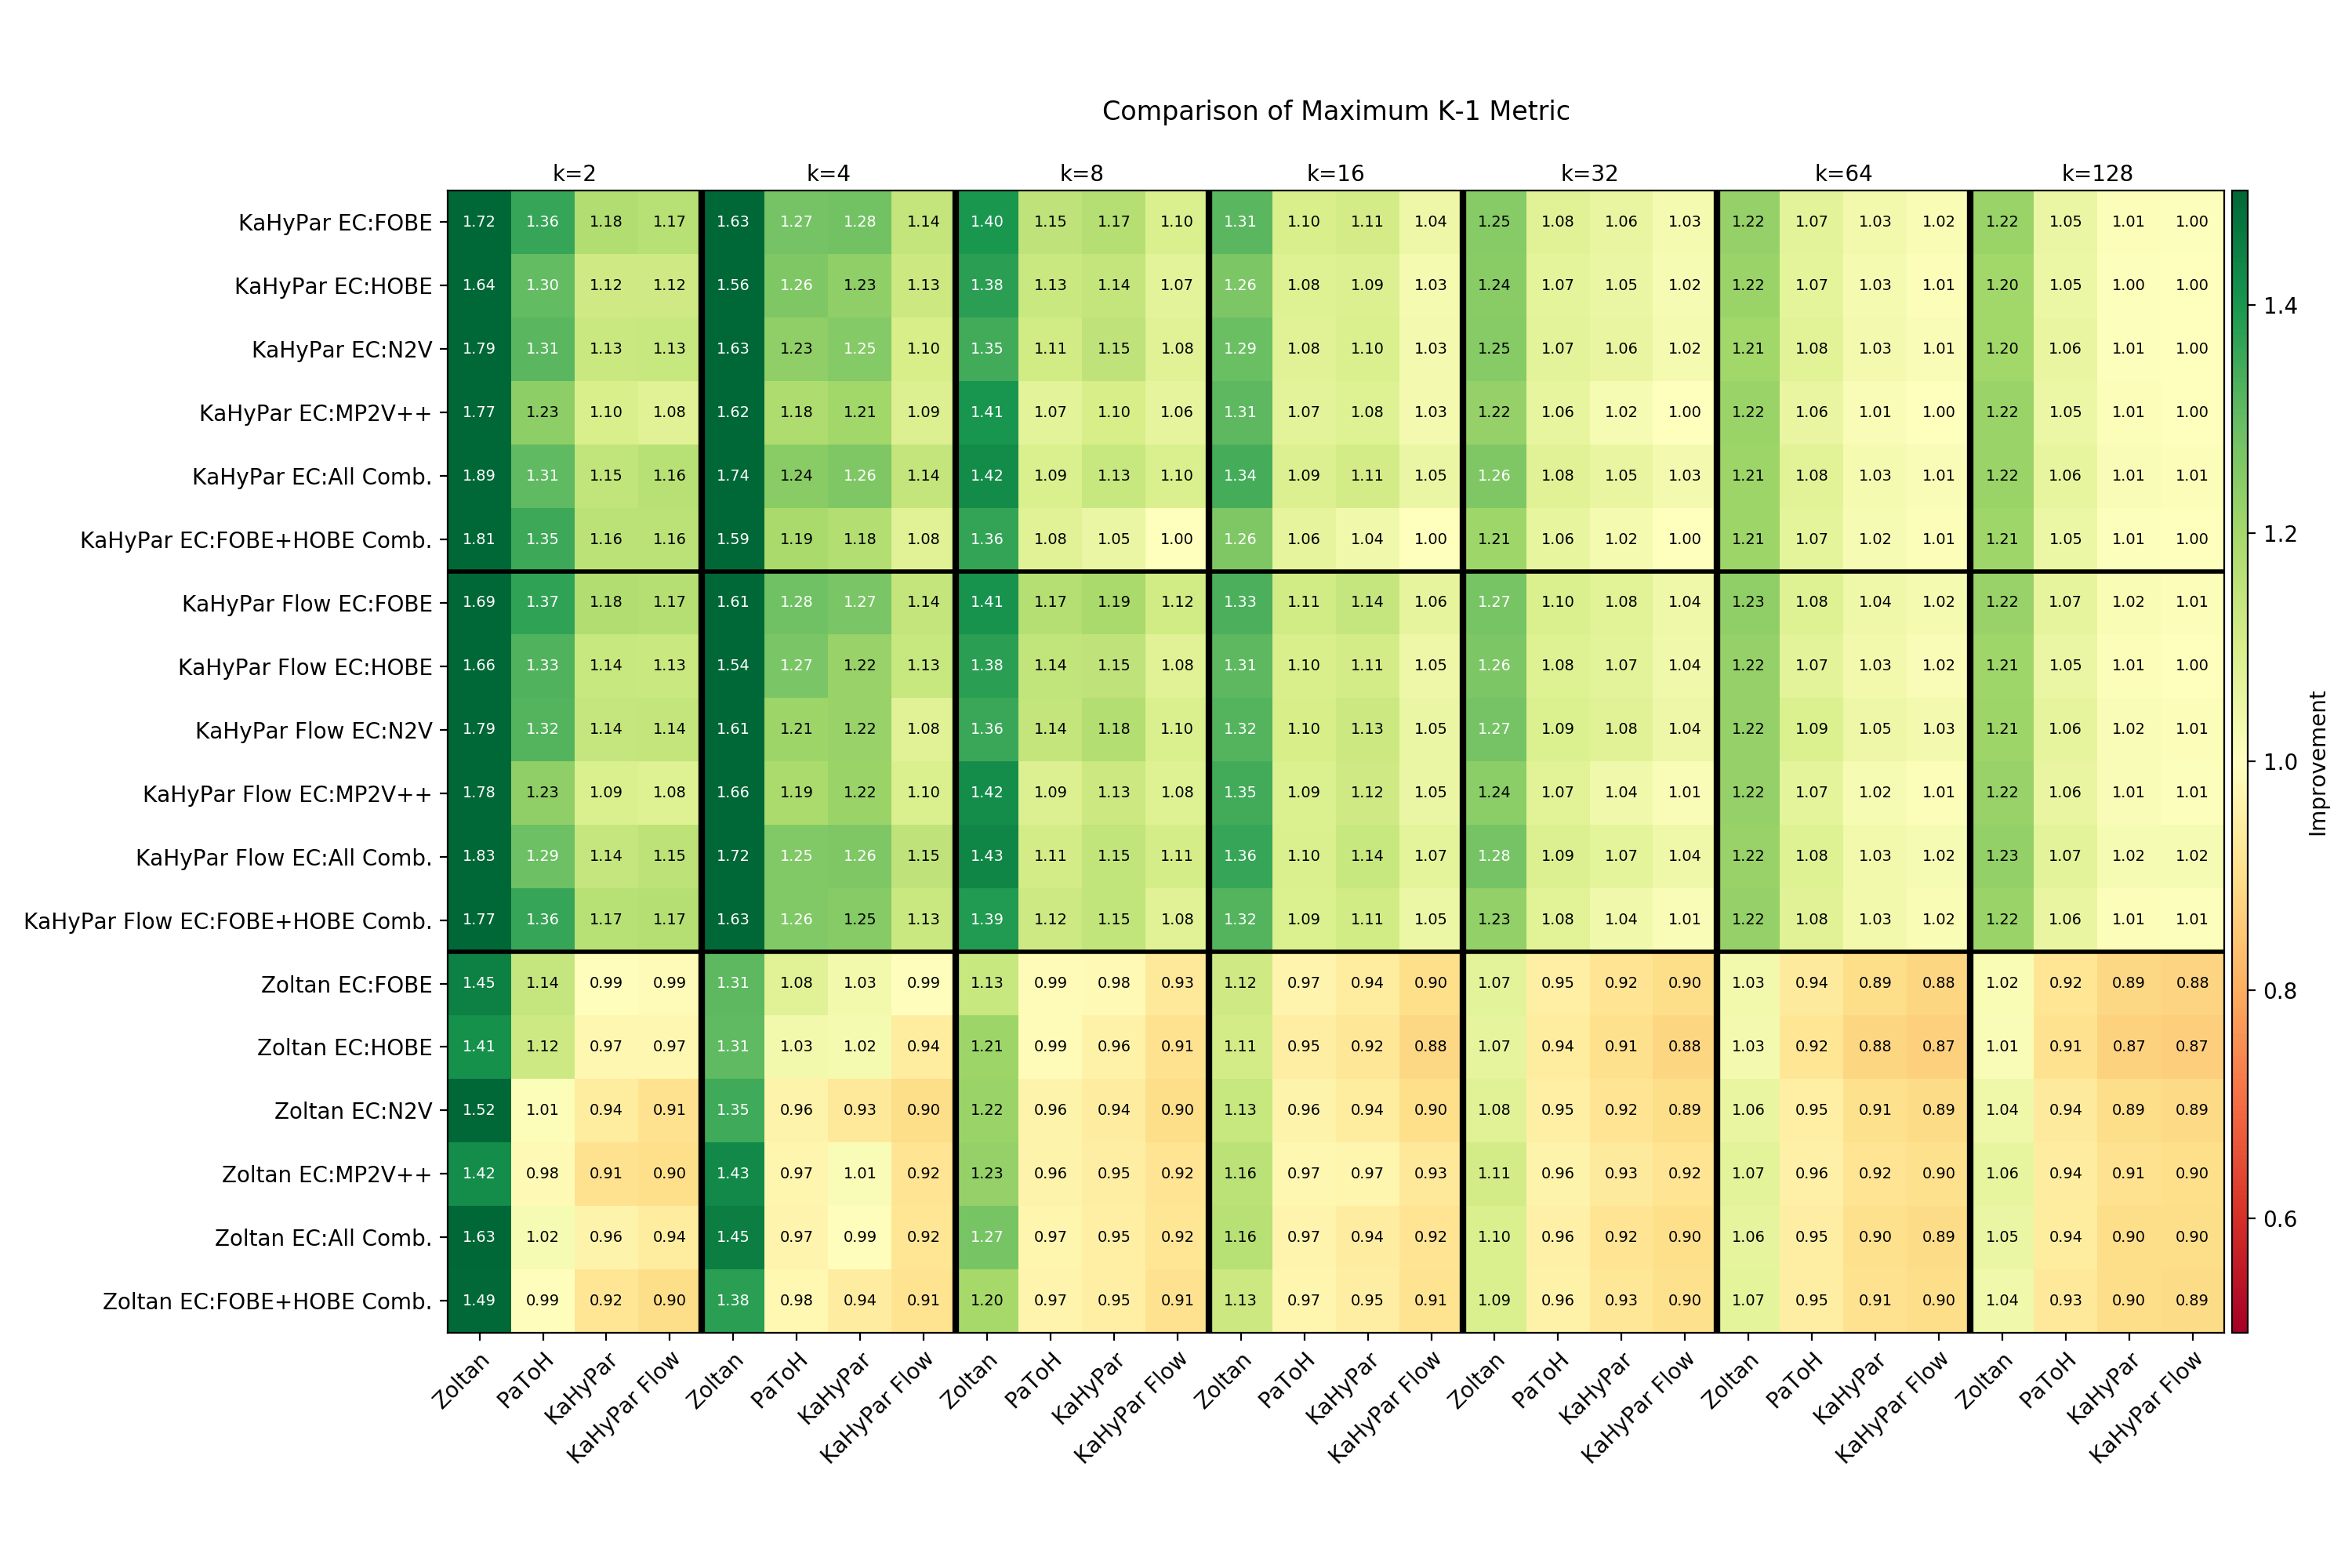 Comparison of Maximum K-1 Metric
k=2 k=4 k=8 k=16 k=32 k=64 k=128
KaHyPar EC:FOBE 1.72 1.36 1.18 1.17 1.63 1.27 1.28 1.14 1.40 1.15 1.17 1.10 1.31 1.10 1.11 1.04 1.25 1.08 1.06 1.03 1.22 1.07 1.03 1.02 1.22 1.05 1.01 1.00
KaHyPar EC:HOBE 1.64 1.30 1.12 1.12 1.56 1.26 1.23 1.13 1.38 1.13 1.14 1.07 1.26 1.08 1.09 1.03 1.24 1.07 1.05 1.02 1.22 1.07 1.03 1.01 1.20 1.05 1.00 1.00
KaHyPar EC:N2V 1.79 1.31 1.13 1.13 1.63 1.23 1.25 1.10 1.35 1.11 1.15 1.08 1.29 1.08 1.10 1.03 1.25 1.07 1.06 1.02 1.21 1.08 1.03 1.01 1.20 1.06 1.01 1.00
KaHyPar EC:MP2V++ 1.77 1.23 1.10 1.08 1.62 1.18 1.21 1.09 1.41 1.07 1.10 1.06 1.31 1.07 1.08 1.03 1.22 1.06 1.02 1.00 1.22 1.06 1.01 1.00 1.22 1.05 1.01 1.00
KaHyPar EC:All Comb. 1.89 1.31 1.15 1.16 1.74 1.24 1.26 1.14 1.42 1.09 1.13 1.10 1.34 1.09 1.11 1.05 1.26 1.08 1.05 1.03 1.21 1.08 1.03 1.01 1.22 1.06 1.01 1.01
KaHyPar EC:FOBE+HOBE Comb. 1.81 1.35 1.16 1.16 1.59 1.19 1.18 1.08 1.36 1.08 1.05 1.00 1.26 1.06 1.04 1.00 1.21 1.06 1.02 1.00 1.21 1.07 1.02 1.01 1.21 1.05 1.01 1.00
KaHyPar Flow EC:FOBE 1.69 1.37 1.18 1.17 1.61 1.28 1.27 1.14 1.41 1.17 1.19 1.12 1.33 1.11 1.14 1.06 1.27 1.10 1.08 1.04 1.23 1.08 1.04 1.02 1.22 1.07 1.02 1.01
KaHyPar Flow EC:HOBE 1.66 1.33 1.14 1.13 1.54 1.27 1.22 1.13 1.38 1.14 1.15 1.08 1.31 1.10 1.11 1.05 1.26 1.08 1.07 1.04 1.22 1.07 1.03 1.02 1.21 1.05 1.01 1.00
KaHyPar Flow EC:N2V 1.79 1.32 1.14 1.14 1.61 1.21 1.22 1.08 1.36 1.14 1.18 1.10 1.32 1.10 1.13 1.05 1.27 1.09 1.08 1.04 1.22 1.09 1.05 1.03 1.21 1.06 1.02 1.01
KaHyPar Flow EC:MP2V++ 1.78 1.23 1.09 1.08 1.66 1.19 1.22 1.10 1.42 1.09 1.13 1.08 1.35 1.09 1.12 1.05 1.24 1.07 1.04 1.01 1.22 1.07 1.02 1.01 1.22 1.06 1.01 1.01
KaHyPar Flow EC:All Comb. 1.83 1.29 1.14 1.15 1.72 1.25 1.26 1.15 1.43 1.11 1.15 1.11 1.36 1.10 1.14 1.07 1.28 1.09 1.07 1.04 1.22 1.08 1.03 1.02 1.23 1.07 1.02 1.02
KaHyPar Flow EC:FOBE+HOBE Comb. 1.77 1.36 1.17 1.17 1.63 1.26 1.25 1.13 1.39 1.12 1.15 1.08 1.32 1.09 1.11 1.05 1.23 1.08 1.04 1.01 1.22 1.08 1.03 1.02 1.22 1.06 1.01 1.01
Zoltan EC:FOBE 1.45 1.14 0.99 0.99 1.31 1.08 1.03 0.99 1.13 0.99 0.98 0.93 1.12 0.97 0.94 0.90 1.07 0.95 0.92 0.90 1.03 0.94 0.89 0.88 1.02 0.92 0.89 0.88
Zoltan EC:HOBE 1.41 1.12 0.97 0.97 1.31 1.03 1.02 0.94 1.21 0.99 0.96 0.91 1.11 0.95 0.92 0.88 1.07 0.94 0.91 0.88 1.03 0.92 0.88 0.87 1.01 0.91 0.87 0.87
Zoltan EC:N2V 1.52 1.01 0.94 0.91 1.35 0.96 0.93 0.90 1.22 0.96 0.94 0.90 1.13 0.96 0.94 0.90 1.08 0.95 0.92 0.89 1.06 0.95 0.91 0.89 1.04 0.94 0.89 0.89
Zoltan EC:MP2V++ 1.42 0.98 0.91 0.90 1.43 0.97 1.01 0.92 1.23 0.96 0.95 0.92 1.16 0.97 0.97 0.93 1.11 0.96 0.93 0.92 1.07 0.96 0.92 0.90 1.06 0.94 0.91 0.90
Zoltan EC:All Comb. 1.63 1.02 0.96 0.94 1.45 0.97 0.99 0.92 1.27 0.97 0.95 0.92 1.16 0.97 0.94 0.92 1.10 0.96 0.92 0.90 1.06 0.95 0.90 0.89 1.05 0.94 0.90 0.90
Zoltan EC:FOBE+HOBE Comb. 1.49 0.99 0.92 0.90 1.38 0.98 0.94 0.91 1.20 0.97 0.95 0.91 1.13 0.97 0.95 0.91 1.09 0.96 0.93 0.90 1.07 0.95 0.91 0.90 1.04 0.93 0.90 0.89
Zoltan PaToH KaHyPar KaHyPar Flow Zoltan PaToH KaHyPar KaHyPar Flow Zoltan PaToH KaHyPar KaHyPar Flow Zoltan PaToH KaHyPar KaHyPar Flow Zoltan PaToH KaHyPar KaHyPar Flow Zoltan PaToH KaHyPar KaHyPar Flow Zoltan PaToH KaHyPar KaHyPar Flow
1.4
1.2
1.0
0.8
0.6
Improvement